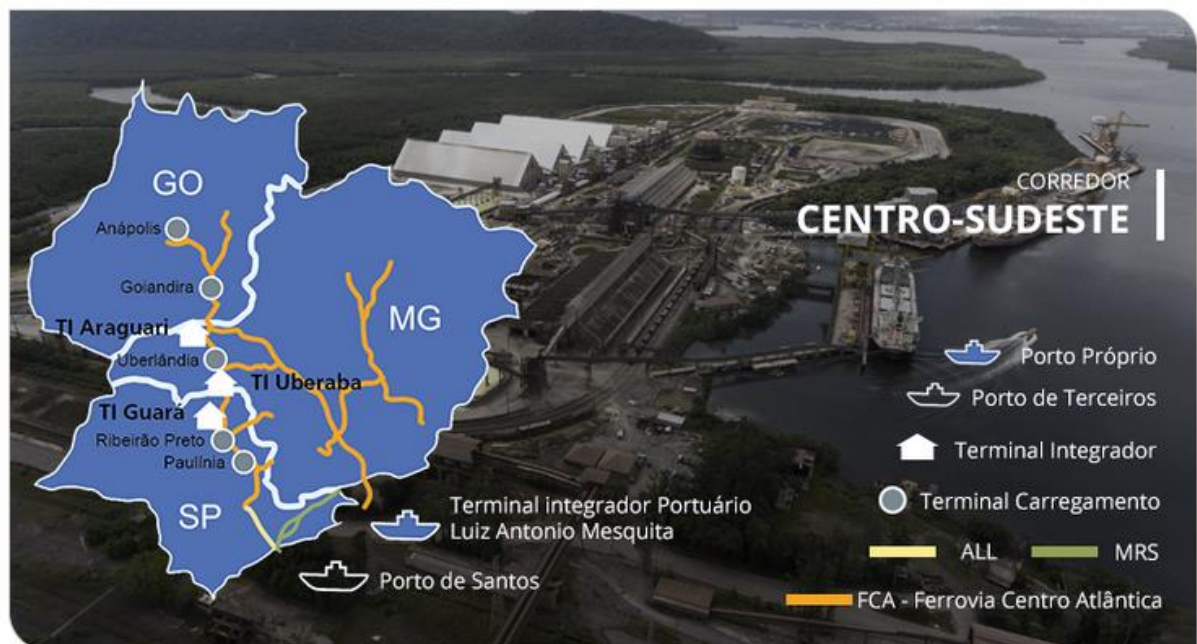 CORREDOR
CENTRO-SUDESTE
GO
Anápolis
Goiandira
MG
TI Araguari
Uberlândia
TI Uberaba
TI Guará
Ribeirão Preto
Paulínia
SP
Terminal integrador Portuário
Luiz Antonio Mesquita
Porto de Santos
Porto Próprio
Porto de Terceiros
Terminal Integrador
Terminal Carregamento
ALL MRS
FCA - Ferrovia Centro Atlântica